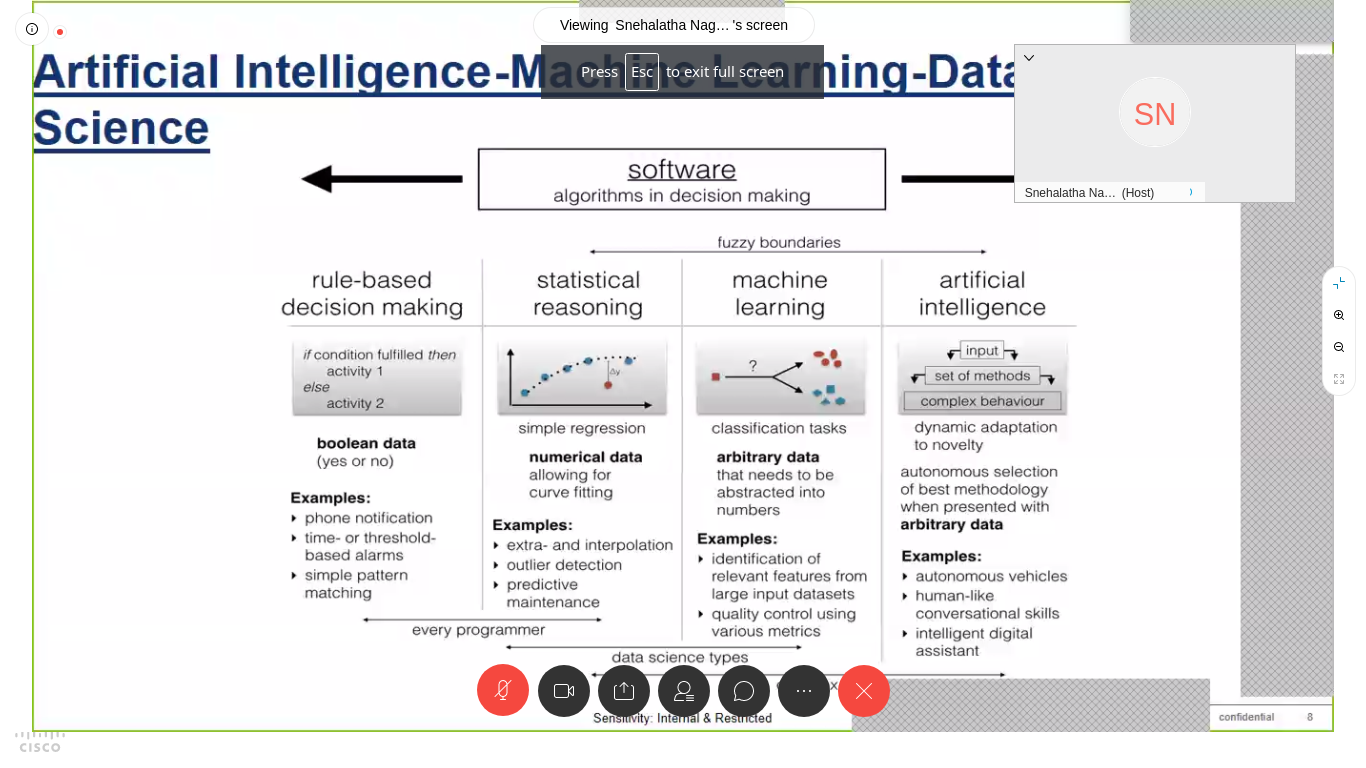 Viewing Snehalatha Nag… 's screen
Press Esc to exit full screen
Artificial Intelligence-Machine Learning-Data
Science
SN
Snehalatha Na… (Host)
software
algorithms in decision making
fuzzy boundaries
rule-based
decision making
if condition fulfilled then
activity 1
else
activity 2
boolean data
(yes or no)
Examples:
phone notification
time- or threshold-
based alarms
simple pattern
matching
statistical
reasoning
Δy
simple regression
numerical data
allowing for
curve fitting
Examples:
extra- and interpolation
outlier detection
predictive
maintenance
machine
learning
?
classification tasks
arbitrary data
that needs to be
abstracted into
numbers
Examples:
identification of
relevant features from
large input datasets
quality control using
various metrics
artificial
intelligence
input
set of methods
complex behaviour
dynamic adaptation
to novelty
autonomous selection
of best methodology
when presented with
arbitrary data
Examples:
autonomous vehicles
human-like
conversational skills
intelligent digital
assistant
every programmer
data science types
Sensitivity: Internal & Restricted
confidential 8
CISCO